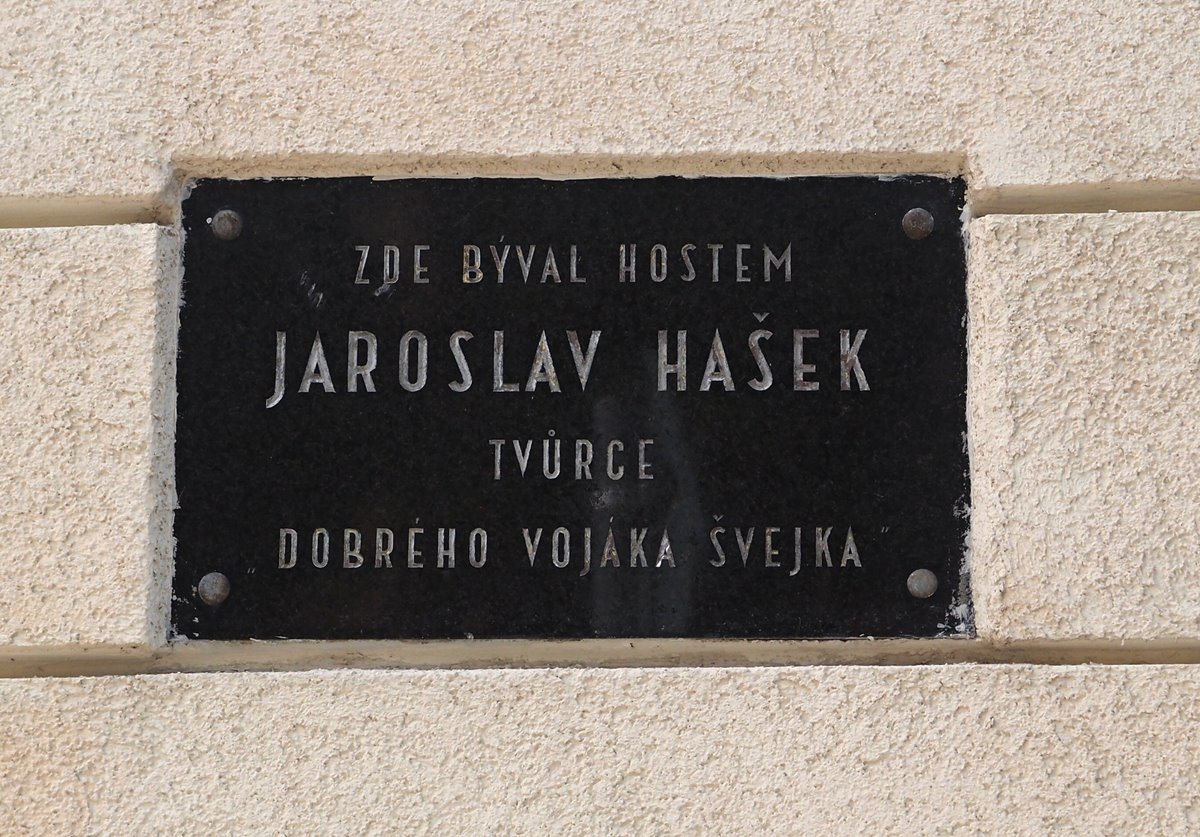 ZDE BÝVAL HOSTEM
JAROSLAV HAŠEK
TVŮRCE
„DOBRÉHO VOJÁKA ŠVEJKA"